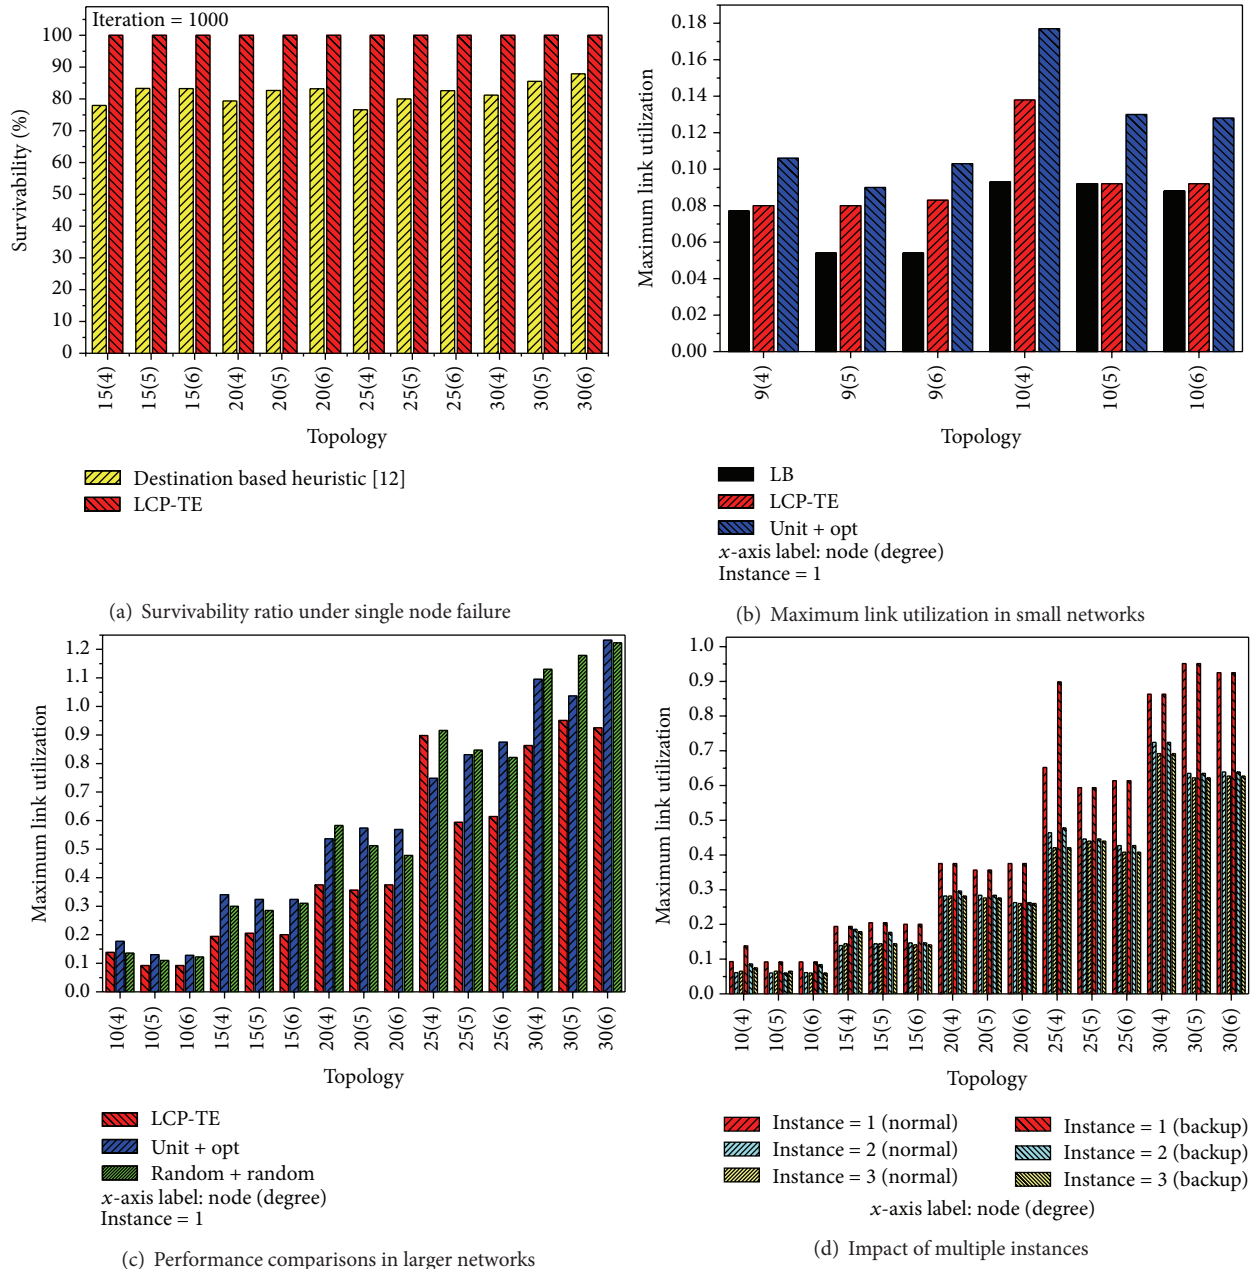 Iteration = 1000
100
90
80
70
60
50
40
30
20
10
0
Survivability (%)
15(4)
15(5)
15(6)
20(4)
20(5)
20(6)
25(4)
25(5)
25(6)
30(4)
30(5)
30(6)
Topology
Destination based heuristic [12]
LCP-TE
(a) Survivability ratio under single node failure
0.18
0.16
0.14
0.12
0.10
0.08
0.06
0.04
0.02
0.00
Maximum link utilization
9(4)
9(5)
9(6)
10(4)
10(5)
10(6)
Topology
LB
LCP-TE
Unit + opt
x-axis label: node (degree)
Instance = 1
(b) Maximum link utilization in small networks
1.2
1.1
1.0
0.9
0.8
0.7
0.6
0.5
0.4
0.3
0.2
0.1
0.0
Maximum link utilization
10(4)
10(5)
10(6)
15(4)
15(5)
15(6)
20(4)
20(5)
20(6)
25(4)
25(5)
25(6)
30(4)
30(5)
30(6)
Topology
LCP-TE
Unit + opt
Random + random
x-axis label: node (degree)
Instance = 1
(c) Performance comparisons in larger networks
1.0
0.9
0.8
0.7
0.6
0.5
0.4
0.3
0.2
0.1
0.0
Maximum link utilization
10(4)
10(5)
10(6)
15(4)
15(5)
15(6)
20(4)
20(5)
20(6)
25(4)
25(5)
25(6)
30(4)
30(5)
30(6)
Topology
Instance = 1 (normal)
Instance = 2 (normal)
Instance = 3 (normal)
Instance = 1 (backup)
Instance = 2 (backup)
Instance = 3 (backup)
x-axis label: node (degree)
(d) Impact of multiple instances